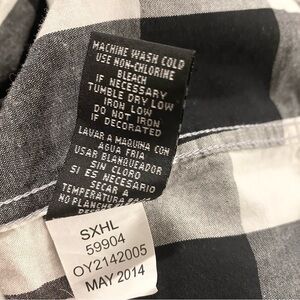 MACHINE WASH COLD
USE NON-CHLORINE
BLEACH
IF NECESSARY
TUMBLE DRY LOW
IRON LOW
DO NOT IRON
IF DECORATED
LAVAR A MAQUINA CON
AGUA FRIA
USAR BLANQUEADOR
SIN CLORO
SI ES NECESARIO
SECAR A
TEMPERATURA
NO PLANCHE
SXHL
59904
OY2142005
MAY 2014